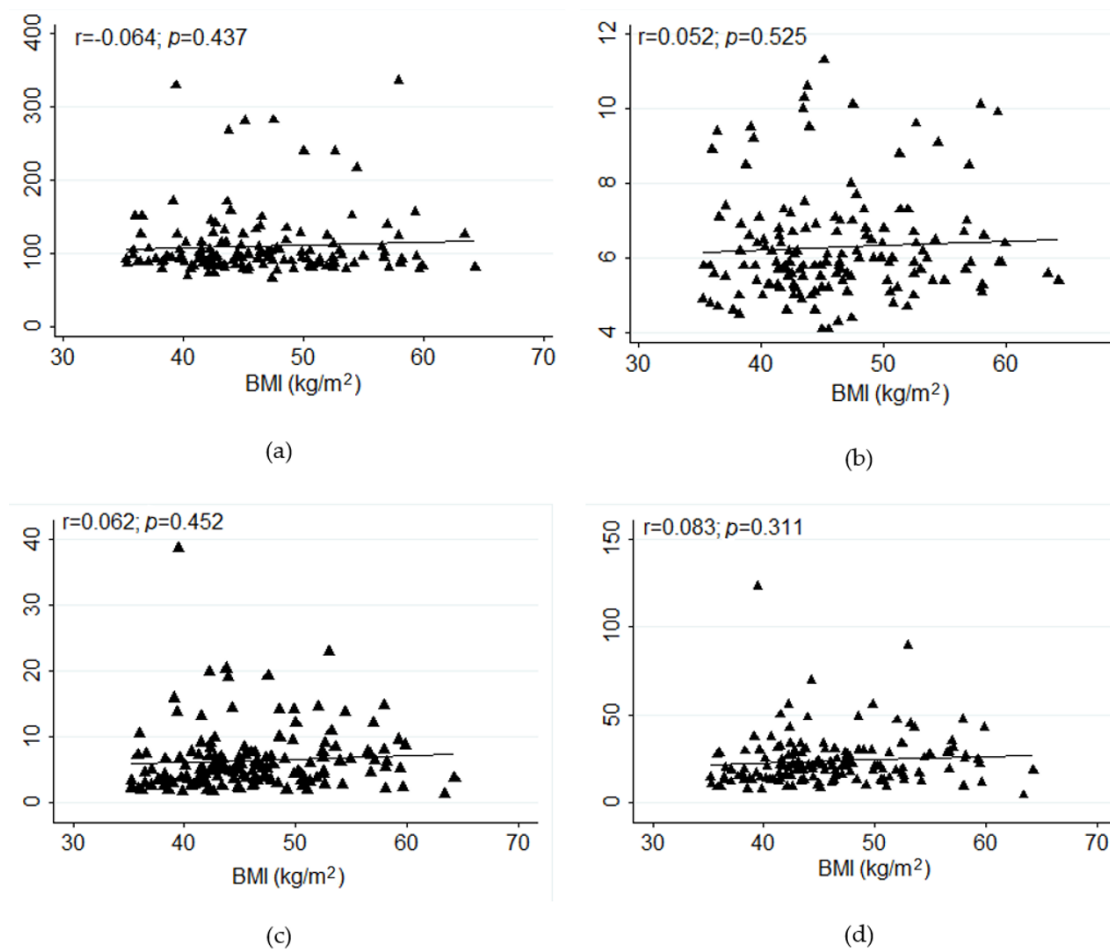 r=-0.064; p=0.437
400
300
200
100
0
30 40 50 60 70
BMI (kg/m²)
(a)
r=0.052; p=0.525
12
10
8
6
4
30 40 50 60
BMI (kg/m²)
(b)
r=0.062; p=0.452
40
30
20
10
0
30 40 50 60 70
BMI (kg/m²)
(c)
r=0.083; p=0.311
150
100
50
0
30 40 50 60 70
BMI (kg/m²)
(d)